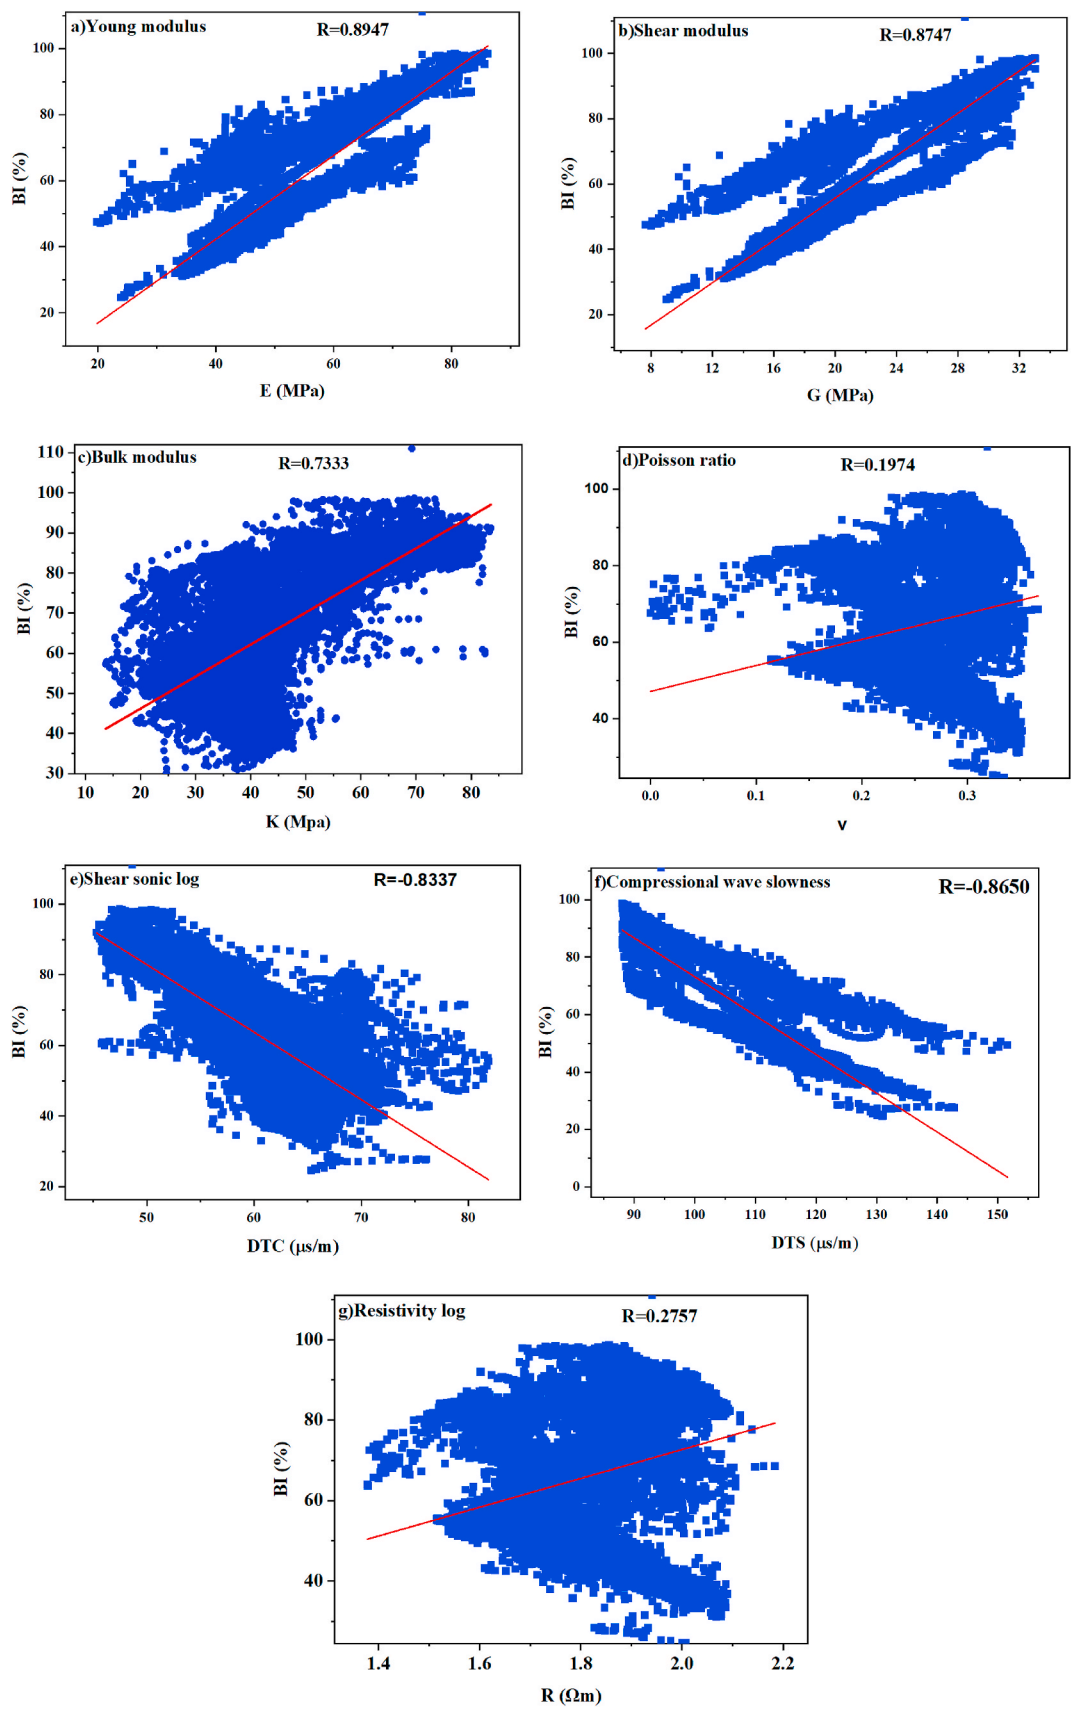 a)Young modulus
R=0.8947
100
80
60
40
20
BI (%)
20 40 60 80
E (MPa)
b)Shear modulus
R=0.8747
100
80
60
40
20
BI (%)
8 12 16 20 24 28 32
G (MPa)
c)Bulk modulus
R=0.7333
110
100
90
80
70
60
50
40
30
BI (%)
10 20 30 40 50 60 70 80
K (Mpa)
d)Poisson ratio
R=0.1974
100
80
60
40
BI (%)
0.0 0.1 0.2 0.3
v
e)Shear sonic log
R=-0.8337
100
80
60
40
20
BI (%)
50 60 70 80
DTC (μs/m)
f)Compressional wave slowness
R=-0.8650
100
80
60
40
20
0
BI (%)
90 100 110 120 130 140 150
DTS (μs/m)
g)Resistivity log
R=0.2757
100
80
60
40
BI (%)
1.4 1.6 1.8 2.0 2.2
R (Ωm)